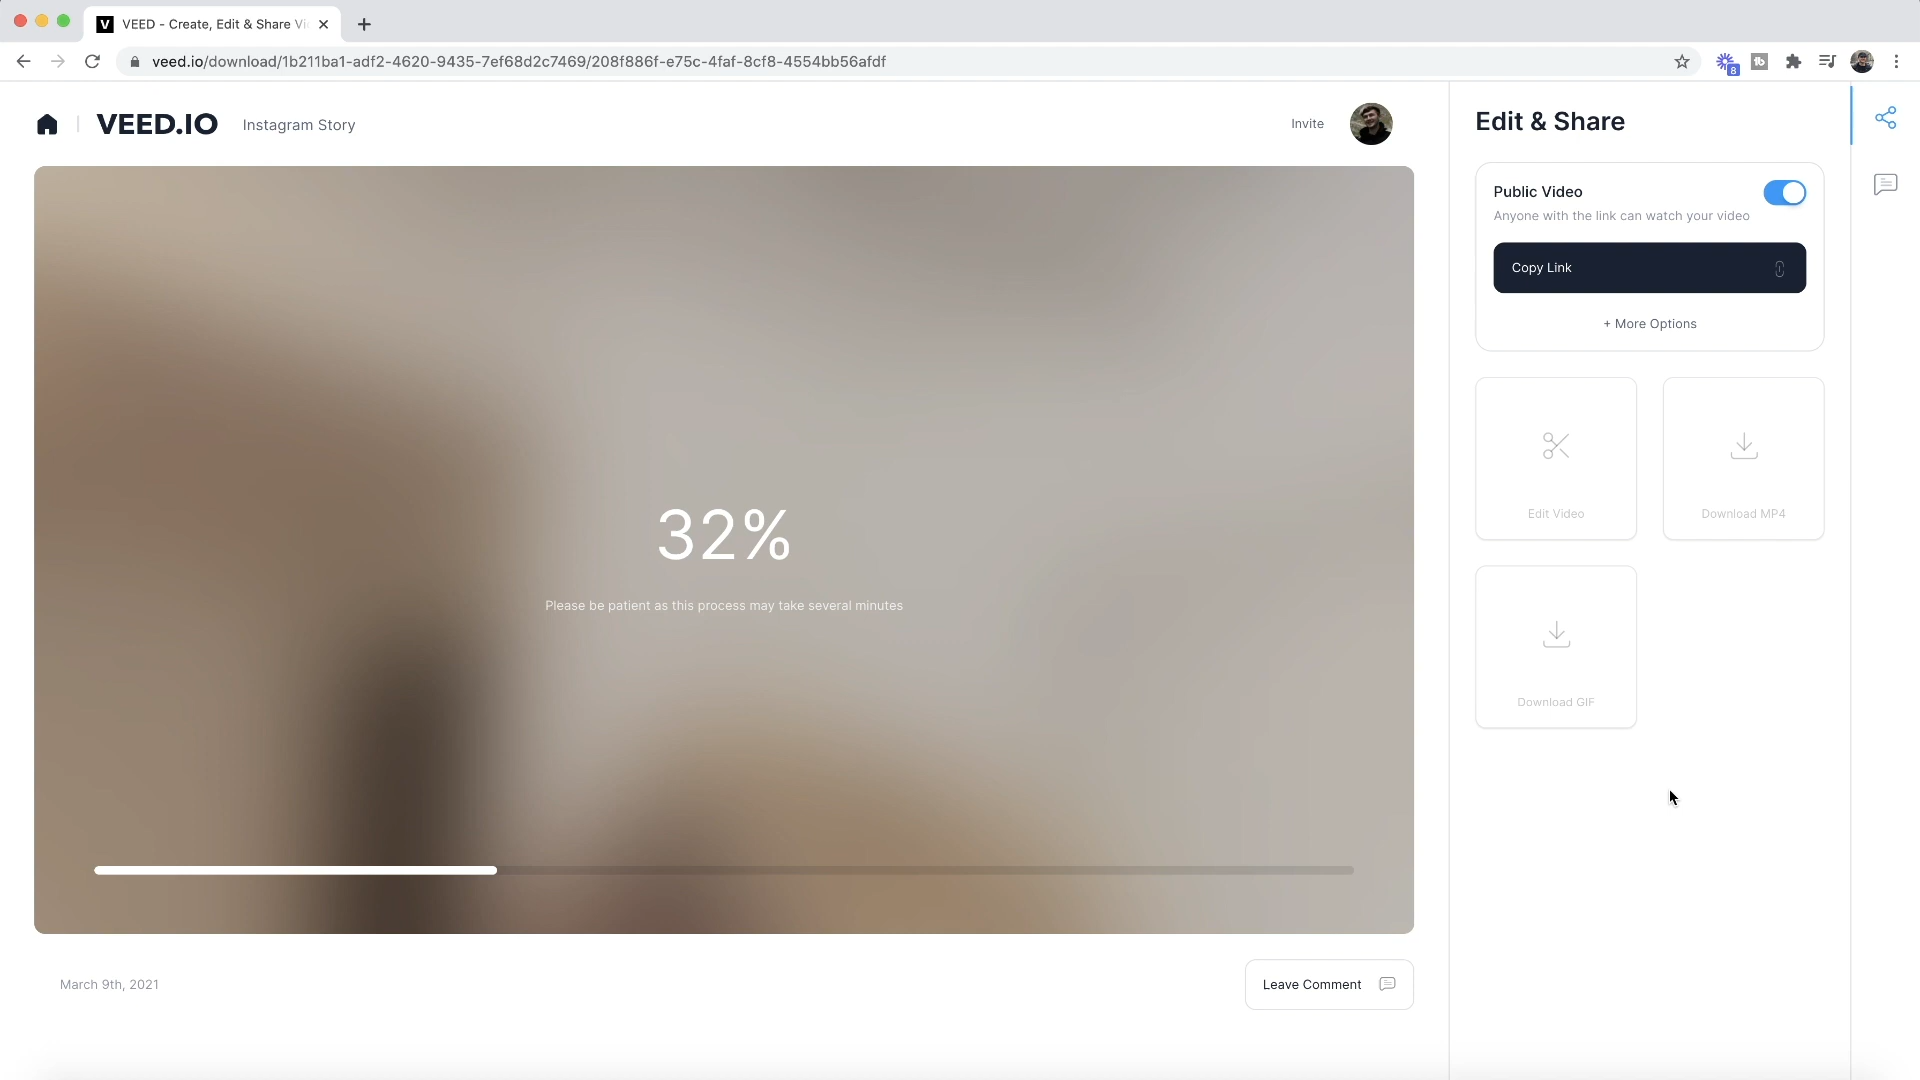 V VEED - Create, Edit & Share Vi
veed.io/download/1b211ba1-adf2-4620-9435-7ef68d2c7469/208f886f-e75c-4faf-8cf8-4554bb56afdf
8
VEED.IO
Instagram Story
Invite
32%
Please be patient as this process may take several minutes
March 9th, 2021
Leave Comment
Edit & Share
Public Video
Anyone with the link can watch your video
Copy Link
+ More Options
Edit Video
Download MP4
Download GIF